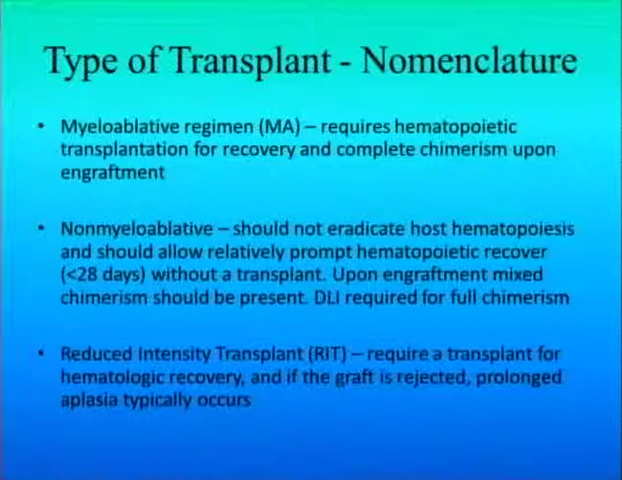 Type of Transplant - Nomenclature
• Myeloablative regimen (MA) – requires hematopoietic
transplantation for recovery and complete chimerism upon
engraftment
• Nonmyeloablative – should not eradicate host hematopoiesis
and should allow relatively prompt hematopoietic recover
(<28 days) without a transplant. Upon engraftment mixed
chimerism should be present. DLI required for full chimerism
• Reduced Intensity Transplant (RIT) – require a transplant for
hematologic recovery, and if the graft is rejected, prolonged
aplasia typically occurs